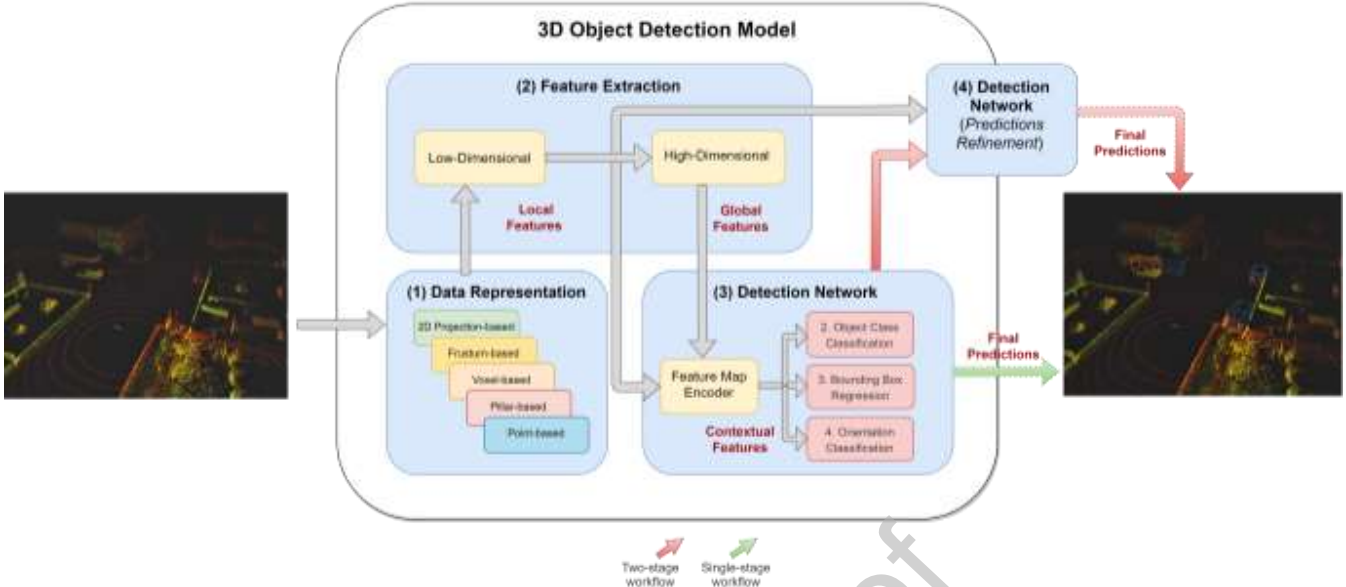 3D Object Detection Model
(2) Feature Extraction
Low-Dimensional
High-Dimensional
Local
Features
Global
Features
(4) Detection
Network
(Predictions
Refinement)
Final
Predictions
(1) Data Representation
2D Projection-based
Frustum-based
Voxel-based
Pillar-based
Point-based
(3) Detection Network
Feature Map
Encoder
2. Object Class
Classification
3. Bounding Box
Regression
4. Orientation
Classification
Contextual
Features
Final
Predictions
Two-stage
workflow
Single-stage
workflow
of